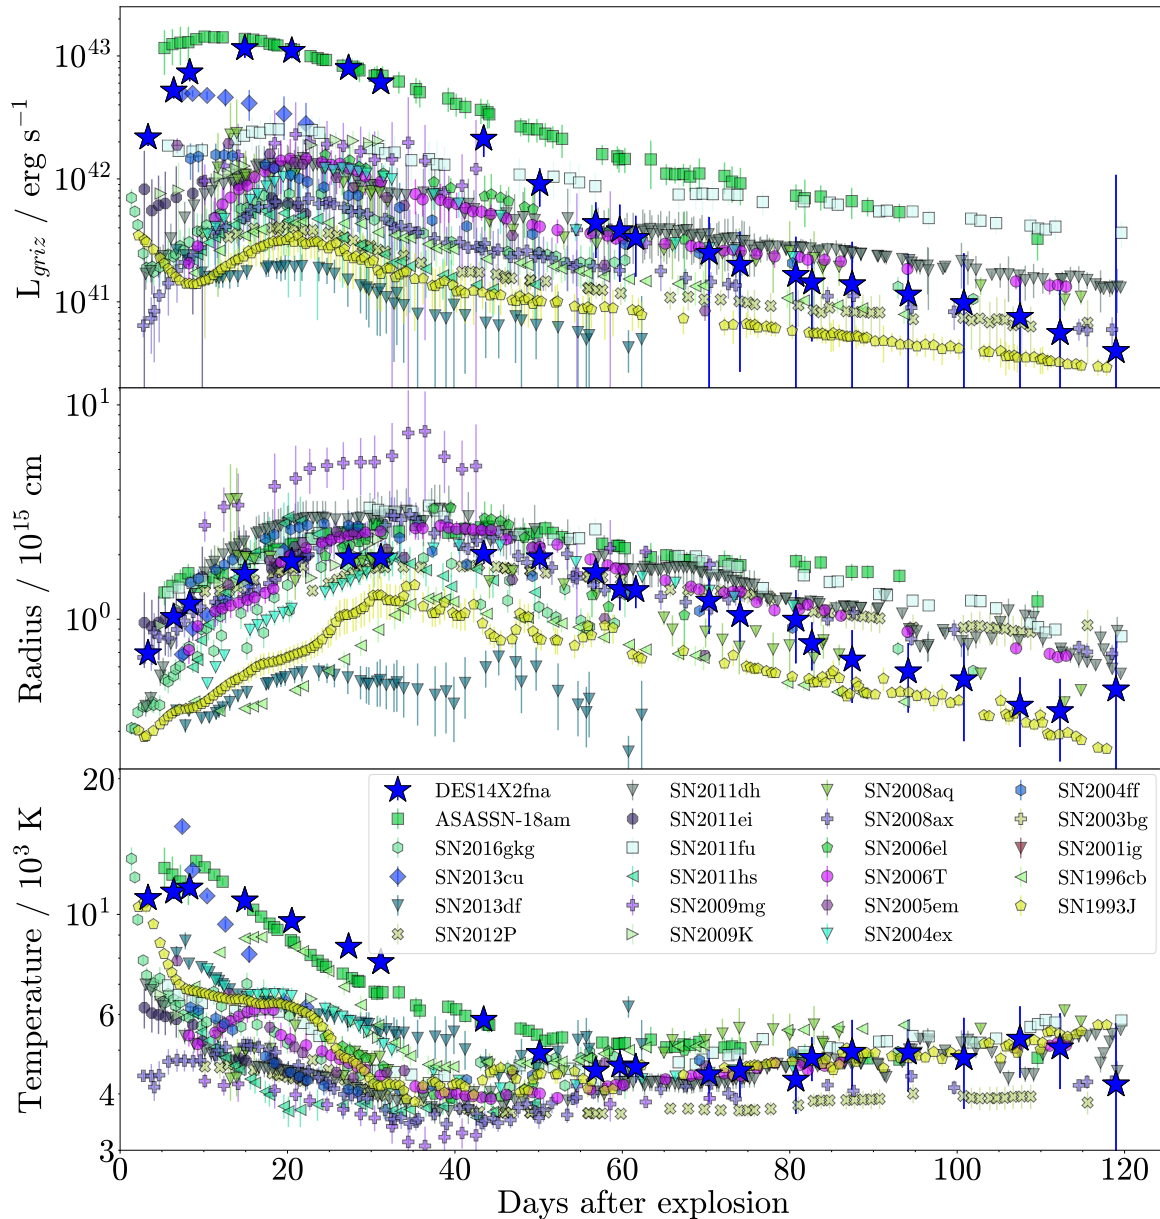 10^43
10^42
10^41
L_griz / erg s^−1
10^1
10^0
Radius / 10^15 cm
20
10^1
6
4
3
Temperature / 10^3 K
DES14X2fna
ASASSN-18am
SN2016gkg
SN2013cu
SN2013df
SN2012P
SN2011dh
SN2011ei
SN2011fu
SN2011hs
SN2009mg
SN2009K
SN2008aq
SN2008ax
SN2006el
SN2006T
SN2005em
SN2004ex
SN2004ff
SN2003bg
SN2001ig
SN1996cb
SN1993J
0 20 40 60 80 100 120
Days after explosion